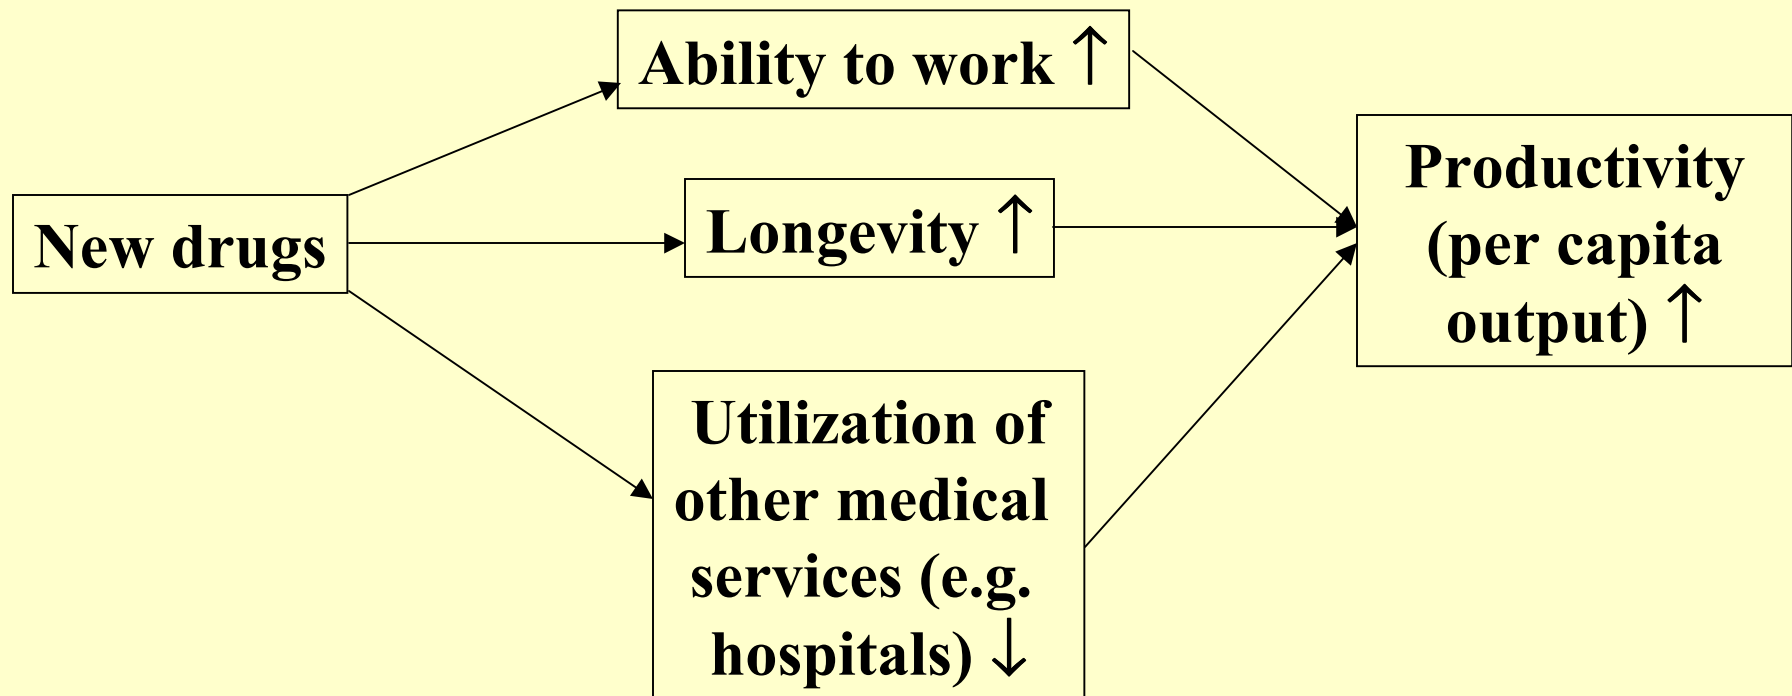 Ability to work ↑
New drugs
Longevity ↑
Utilization of
other medical
services (e.g.
hospitals) ↓
Productivity
(per capita
output) ↑